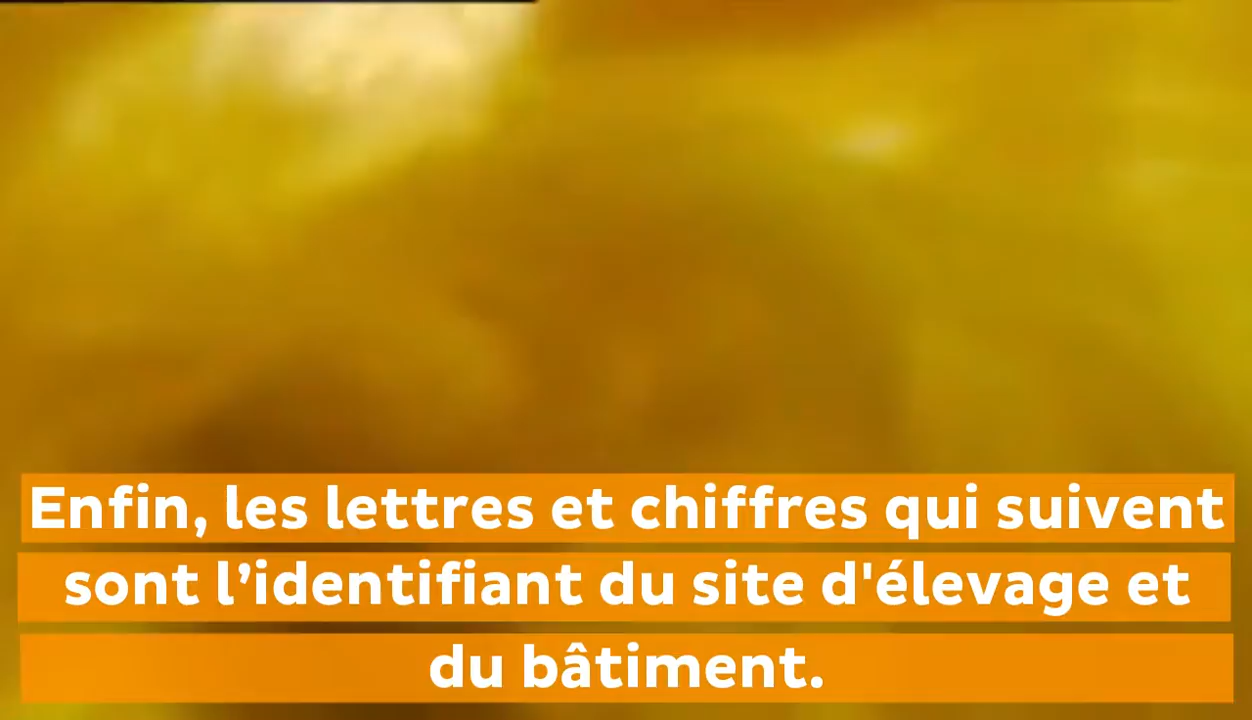 Enfin, les lettres et chiffres qui suivent
sont l’identifiant du site d'élevage et
du bâtiment.